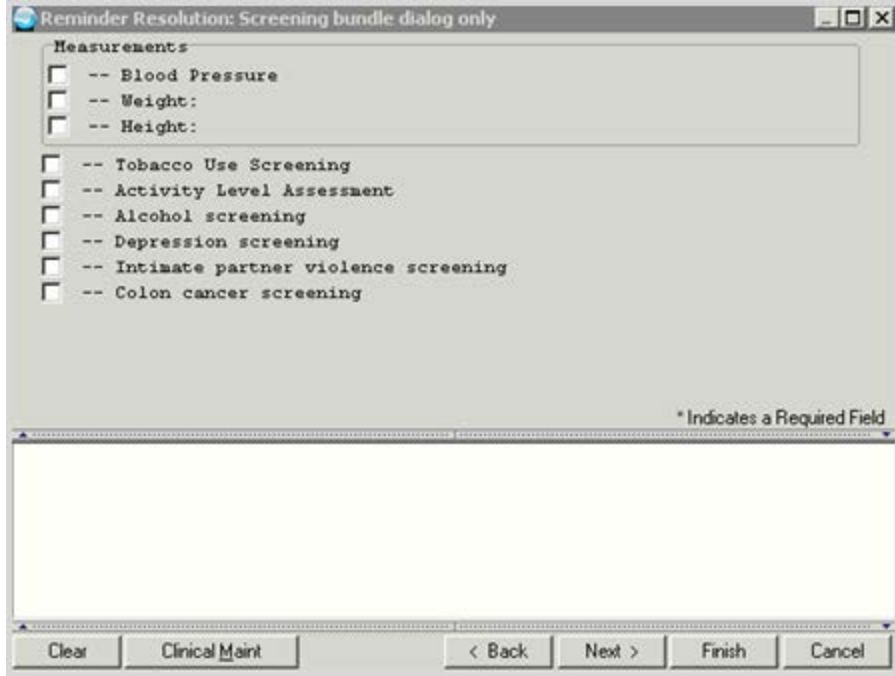 Reminder Resolution: Screening bundle dialog only
Measurements
-- Blood Pressure
-- Weight:
-- Height:
-- Tobacco Use Screening
-- Activity Level Assessment
-- Alcohol screening
-- Depression screening
-- Intimate partner violence screening
-- Colon cancer screening
* Indicates a Required Field
Clear Clinical Maint < Back Next > Finish Cancel